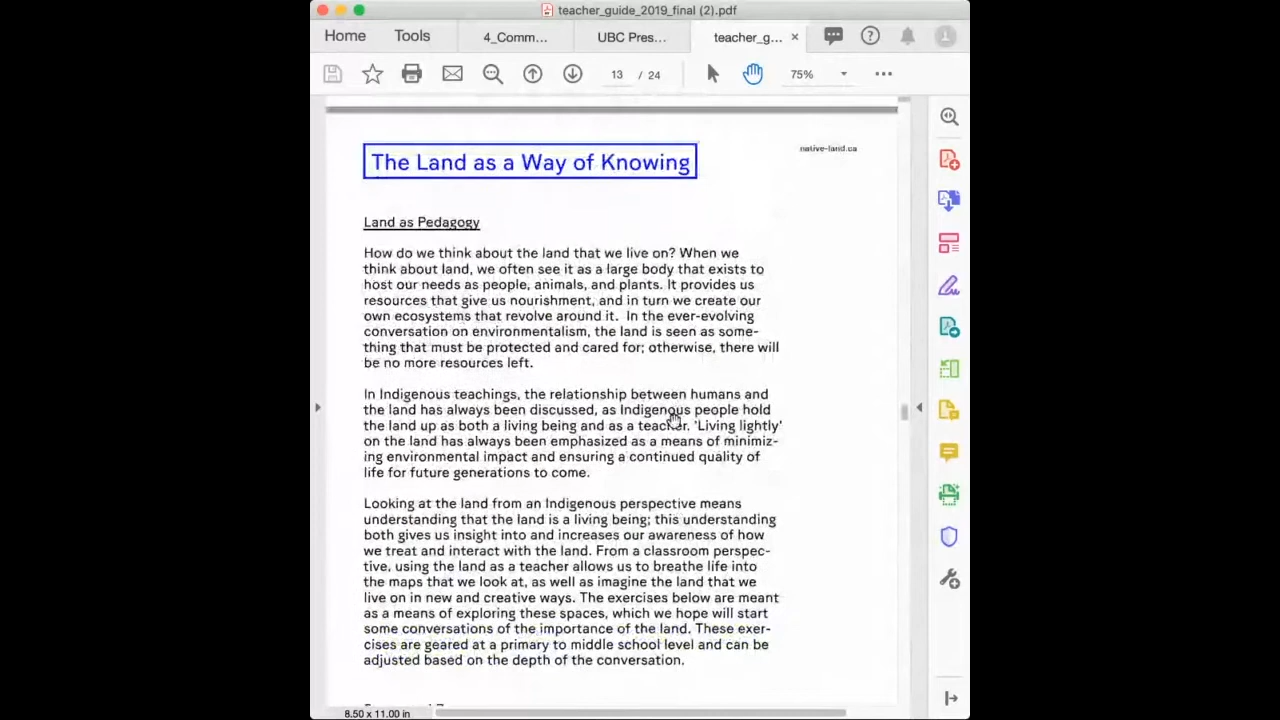 teacher_guide_2019_final (2).pdf
Home
Tools
4_Comm...
UBC Pres...
teacher_g...
13 / 24
75%
The Land as a Way of Knowing
native-land.ca
Land as Pedagogy
How do we think about the land that we live on? When we
think about land, we often see it as a large body that exists to
host our needs as people, animals, and plants. It provides us
resources that give us nourishment, and in turn we create our
own ecosystems that revolve around it. In the ever-evolving
conversation on environmentalism, the land is seen as some-
thing that must be protected and cared for; otherwise, there will
be no more resources left.
In Indigenous teachings, the relationship between humans and
the land has always been discussed, as Indigenous people hold
the land up as both a living being and as a teacher. 'Living lightly'
on the land has always been emphasized as a means of minimiz-
ing environmental impact and ensuring a continued quality of
life for future generations to come.
Looking at the land from an Indigenous perspective means
understanding that the land is a living being; this understanding
both gives us insight into and increases our awareness of how
we treat and interact with the land. From a classroom perspec-
tive, using the land as a teacher allows us to breathe life into
the maps that we look at, as well as imagine the land that we
live on in new and creative ways. The exercises below are meant
as a means of exploring these spaces, which we hope will start
some conversations of the importance of the land. These exer-
cises are geared at a primary to middle school level and can be
adjusted based on the depth of the conversation.
8.50 x 11.00 in